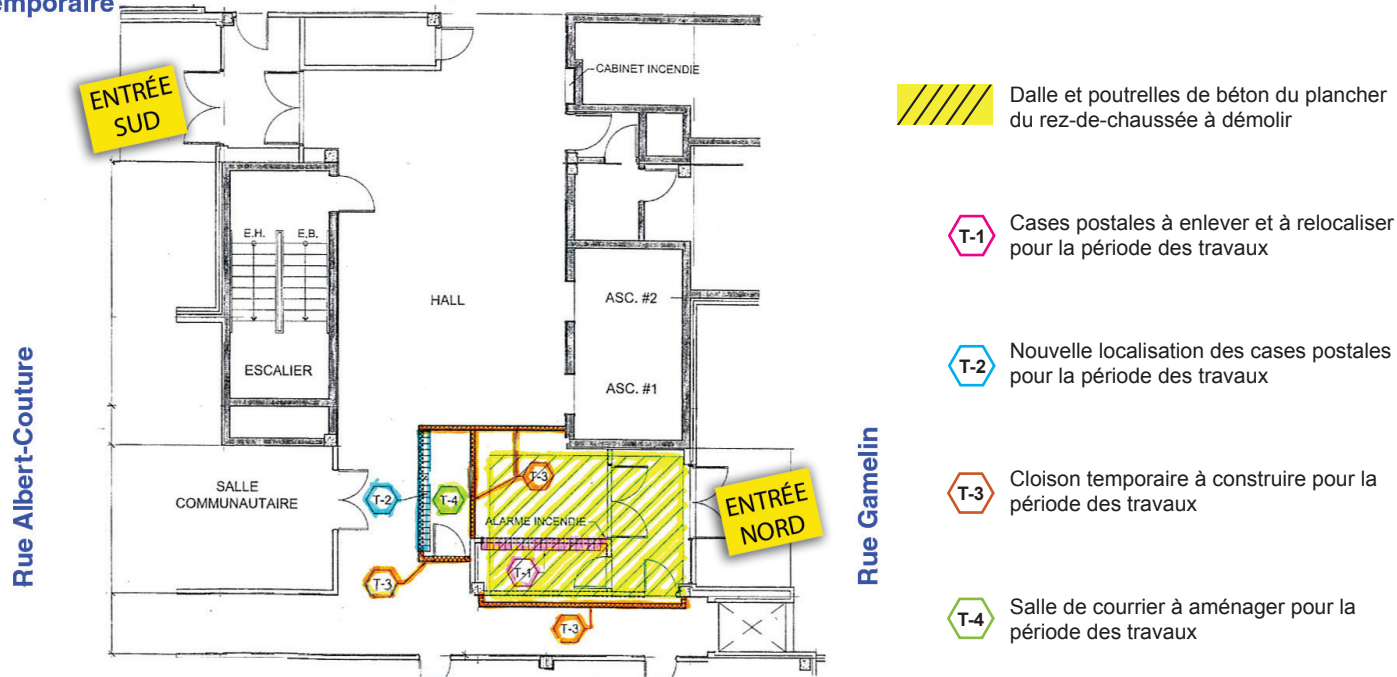 emporaire
ENTRÉE
SUD
CABINET INCENDIE
E.H.
E.B.
HALL
ASC. #2
ESCALIER
ASC. #1
SALLE
COMMUNAUTAIRE
T-2
T-4
T-3
ENTRÉE
NORD
ALARME INCENDIE
T-1
T-3
T-3
Rue Albert-Couture
Rue Gamelin
Dalle et poutrelles de béton du plancher
du rez-de-chaussée à démolir
T-1
Cases postales à enlever et à relocaliser
pour la période des travaux
T-2
Nouvelle localisation des cases postales
pour la période des travaux
T-3
Cloison temporaire à construire pour la
période des travaux
T-4
Salle de courrier à aménager pour la
période des travaux